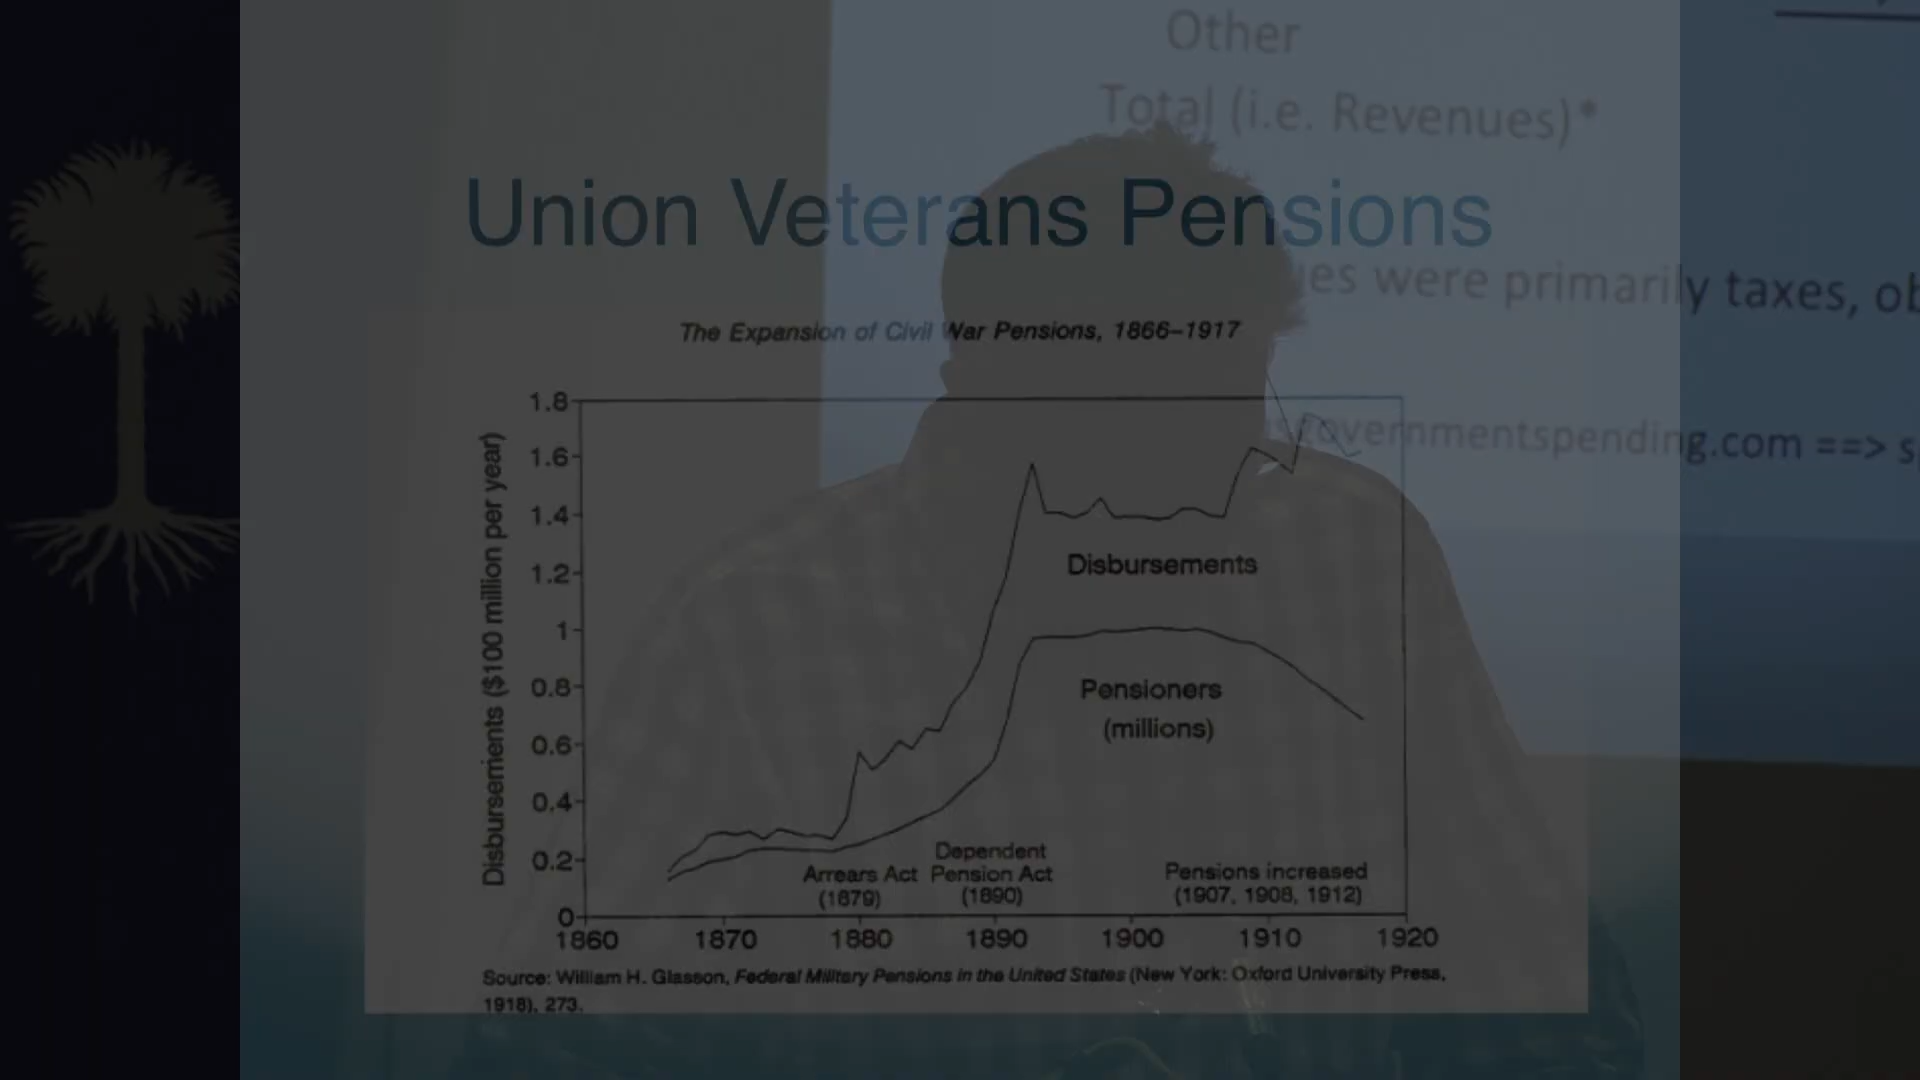 Other
Total (i.e. Revenues)*
Union Veterans Pensions
were primarily taxes,
governmentspending.com ==>
The Expansion of Civil War Pensions, 1866–1917
Disbursements ($100 million per year)
1.8
1.6
1.4
1.2
1
0.8
0.6
0.4
0.2
0
Disbursements
Pensioners
(millions)
Arrears Act
(1879)
Dependent
Pension Act
(1890)
Pensions increased
(1907, 1908, 1912)
1860 1870 1880 1890 1900 1910 1920
Source: William H. Glasson, Federal Military Pensions in the United States (New York: Oxford University Press,
1918), 273.